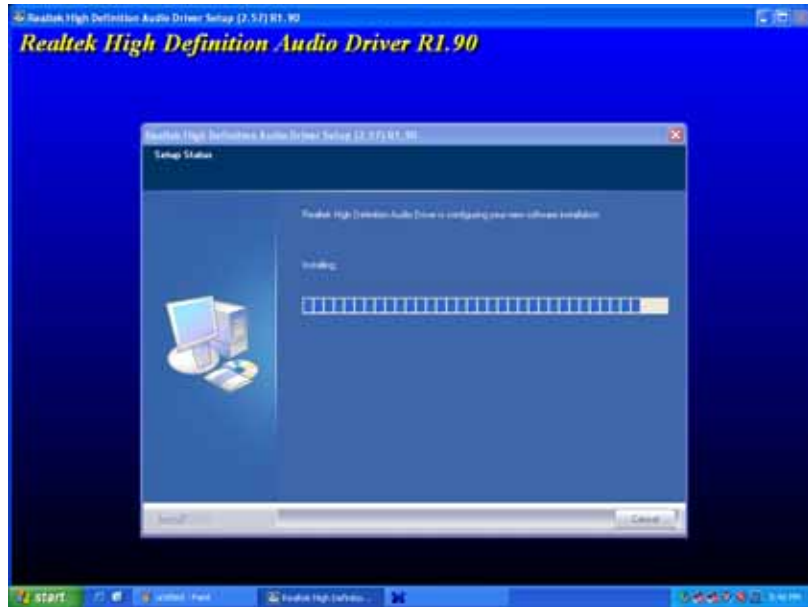 Realtek High Definition Audio Driver Setup (2.57) R1.90
Realtek High Definition Audio Driver R1.90
Realtek High Definition Audio Driver Setup (2.57) R1.90
Setup Status
Realtek High Definition Audio Driver is configuring your new software installation.
Installing
Cancel
start
untitled - Paint
Realtek High Definitio...